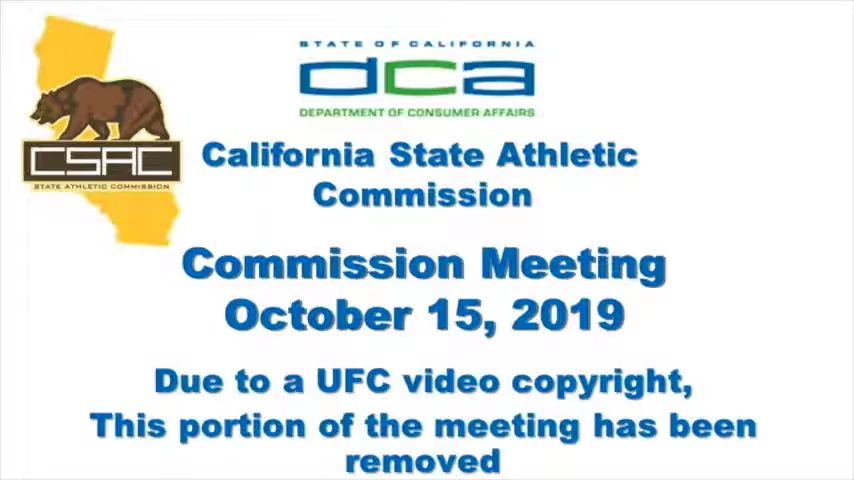 STATE OF CALIFORNIA
dca
DEPARTMENT OF CONSUMER AFFAIRS
CSAC
STATE ATHLETIC COMMISSION
California State Athletic
Commission
Commission Meeting
October 15, 2019
Due to a UFC video copyright,
This portion of the meeting has been
removed